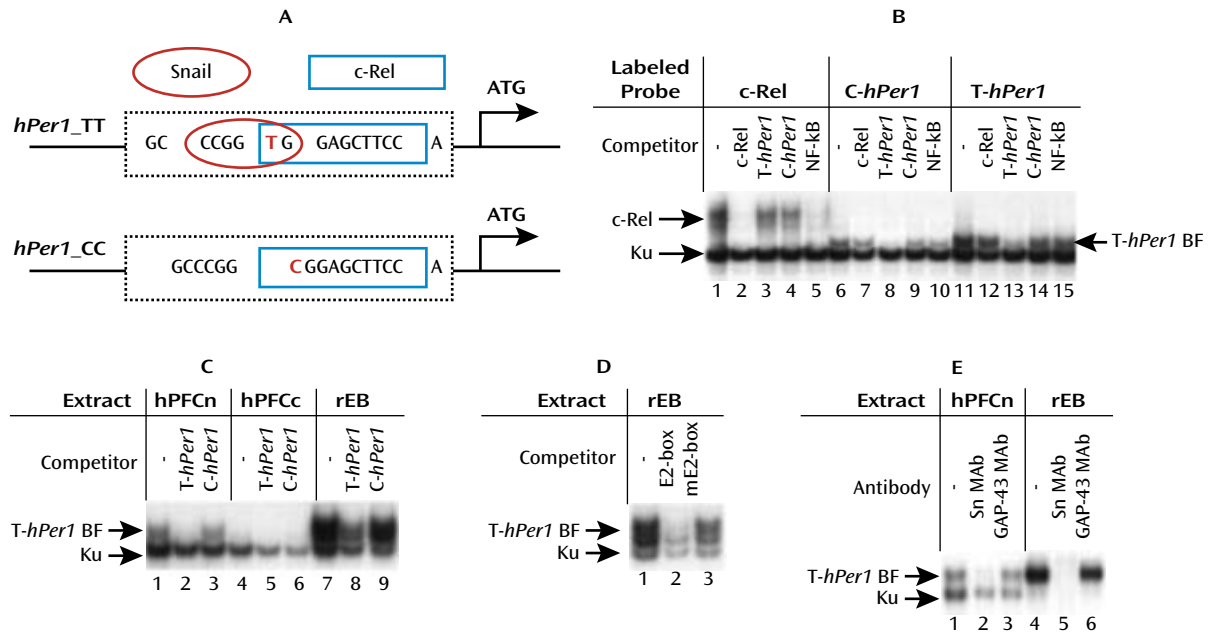 A
Snail
c-Rel
ATG
hPer1_TT
GC CCGG TG GAGCTTCC A
ATG
hPer1_CC
GCCCGG CGGAGCTTCC A
B
Labeled Probe c-Rel C-hPer1 T-hPer1
Competitor - c-Rel T-hPer1 C-hPer1 NF-kB - c-Rel T-hPer1 C-hPer1 NF-kB - c-Rel T-hPer1 C-hPer1 NF-kB
c-Rel
T-hPer1 BF
Ku
1 2 3 4 5 6 7 8 9 10 11 12 13 14 15
C
Extract hPFCn hPFCc rEB
Competitor - T-hPer1 C-hPer1 - T-hPer1 C-hPer1 - T-hPer1 C-hPer1
T-hPer1 BF
Ku
1 2 3 4 5 6 7 8 9
D
Extract rEB
Competitor - E2-box mE2-box
T-hPer1 BF
Ku
1 2 3
E
Extract hPFCn rEB
Antibody - Sn MAb GAP-43 MAb - Sn MAb GAP-43 MAb
T-hPer1 BF
Ku
1 2 3 4 5 6